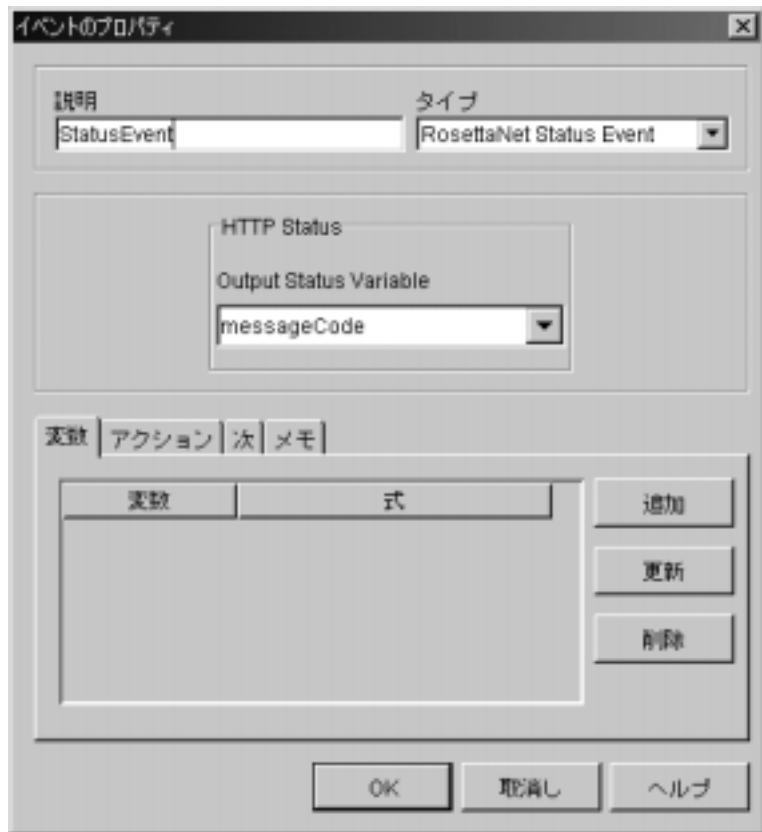 イベントのプロパティ
説明 タイプ
StatusEvent RosettaNet Status Event
HTTP Status
Output Status Variable
messageCode
変数 アクション 次 メモ
変数 式
追加
更新
削除
OK 取消し ヘルプ